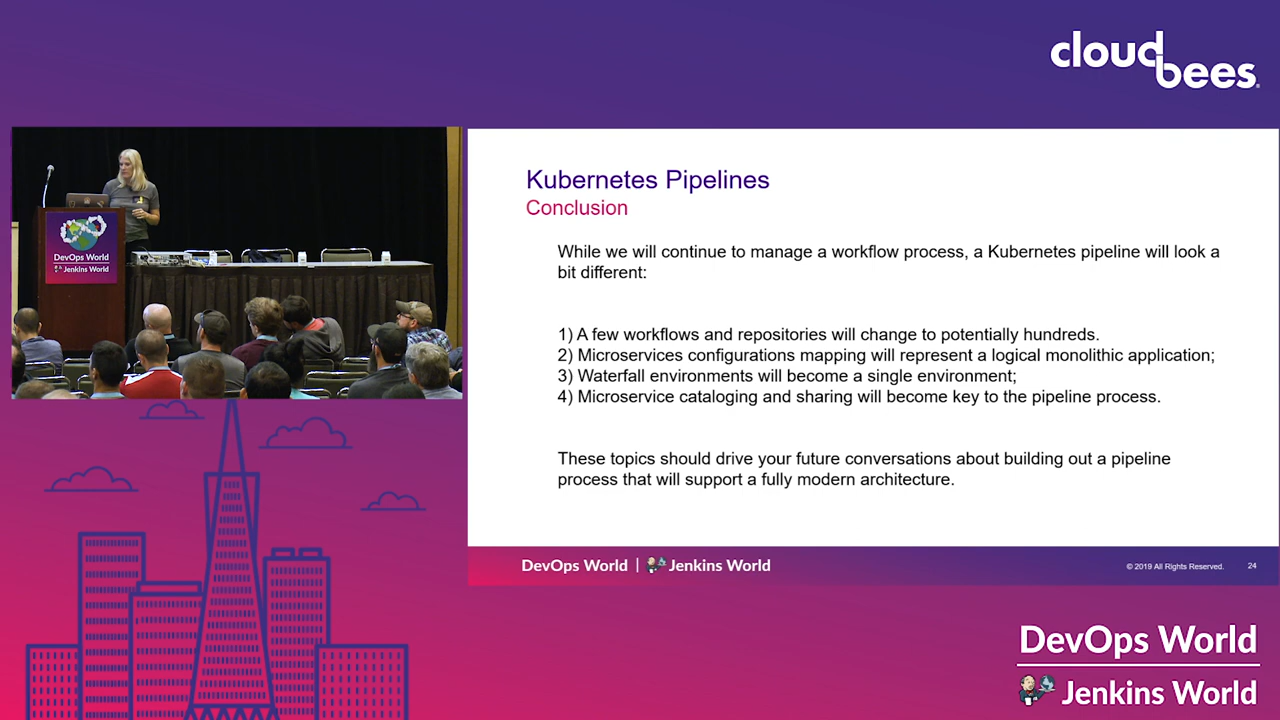 cloudbees
DevOps World
Jenkins World
Kubernetes Pipelines
Conclusion
While we will continue to manage a workflow process, a Kubernetes pipeline will look a
bit different:
1) A few workflows and repositories will change to potentially hundreds.
2) Microservices configurations mapping will represent a logical monolithic application;
3) Waterfall environments will become a single environment;
4) Microservice cataloging and sharing will become key to the pipeline process.
These topics should drive your future conversations about building out a pipeline
process that will support a fully modern architecture.
DevOps World | Jenkins World
© 2019 All Rights Reserved. 24
DevOps World
Jenkins World